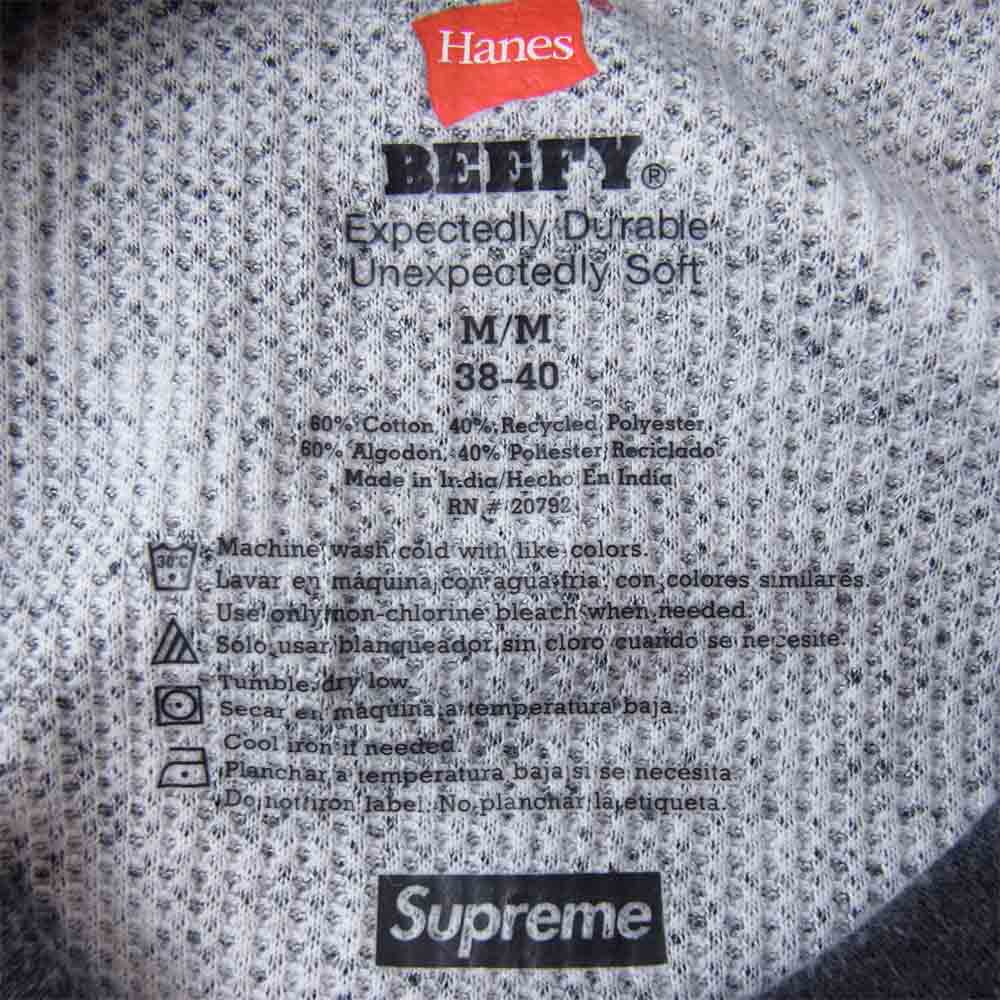 Hanes
BEEFY®
Expectedly Durable
Unexpectedly Soft
M/M
38-40
60% Cotton, 40% Recycled Polyester
60% Algodón, 40% Poliester Reciclado
Made in India/Hecho En India
RN # 20792
30°C
Machine wash cold with like colors.
Lavar en máquina con agua fria, con colores similares.
Use only non-chlorine bleach when needed.
Sólo usar blanqueador sin cloro cuando se necesite.
Tumble dry low.
Secar en máquina a temperatura baja.
Cool iron if needed.
Planchar a temperatura baja si se necesita.
Do not iron label. No planchar la etiqueta.
Supreme